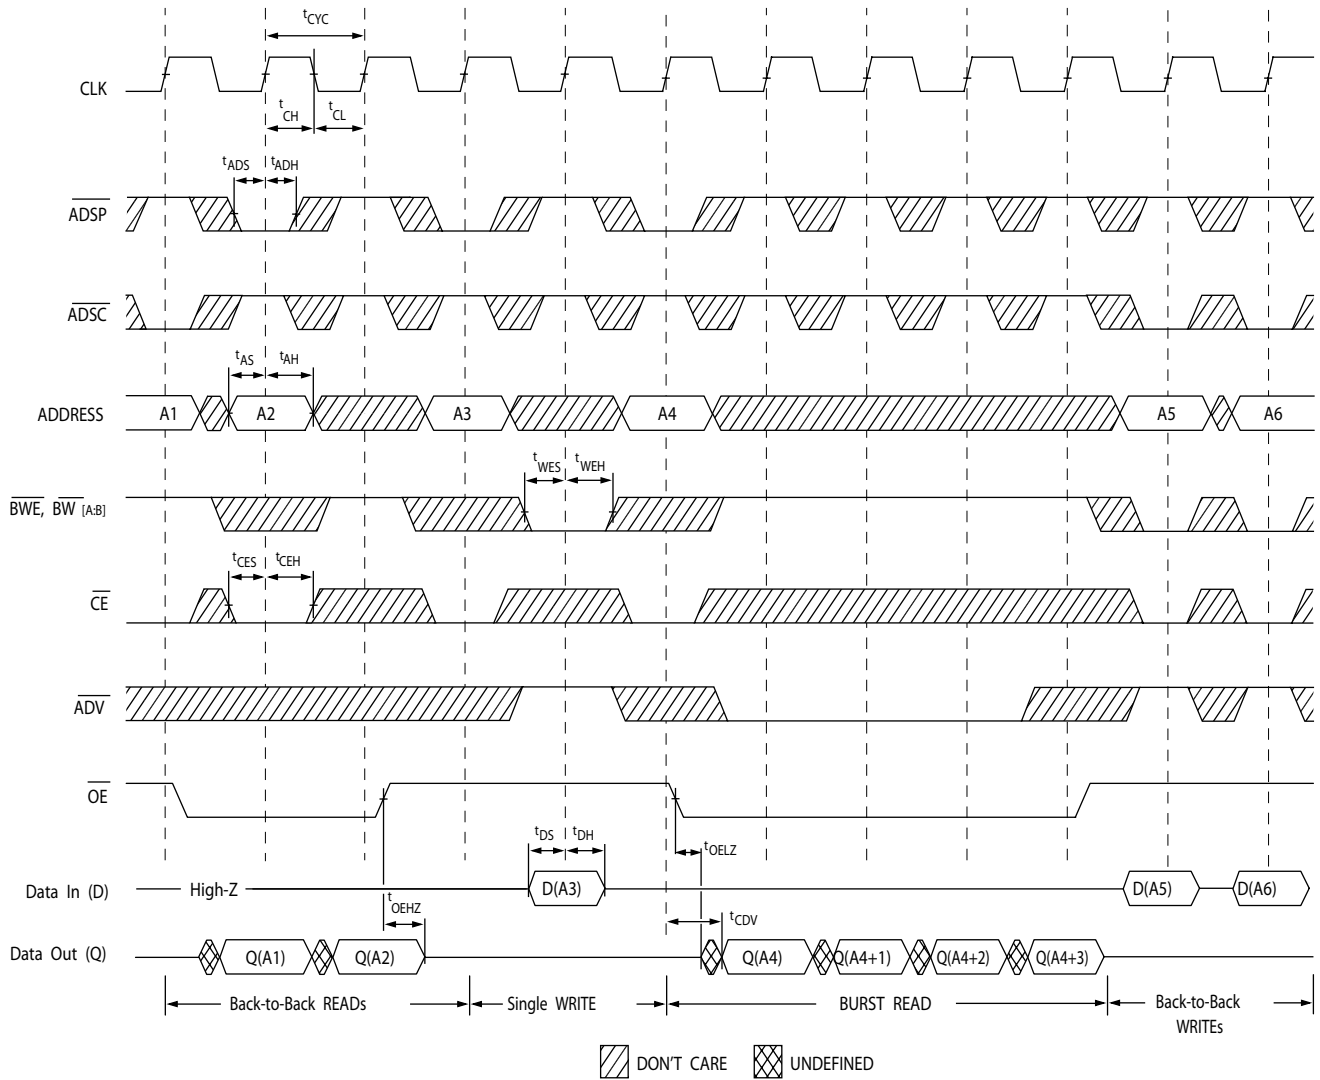 tCYC
CLK
tCH
tCL
tADS
tADH
ADSP
ADSC
tAS
tAH
ADDRESS
A1
A2
A3
A4
A5
A6
tWES
tWEH
BWE, BW [A:B]
tCES
tCEH
CE
ADV
OE
tDS
tDH
tOELZ
Data In (D)
High-Z
D(A3)
D(A5)
D(A6)
tOEHZ
tCDV
Data Out (Q)
Q(A1)
Q(A2)
Q(A4)
Q(A4+1)
Q(A4+2)
Q(A4+3)
Back-to-Back READs
Single WRITE
BURST READ
Back-to-Back
WRITEs
DON'T CARE
UNDEFINED